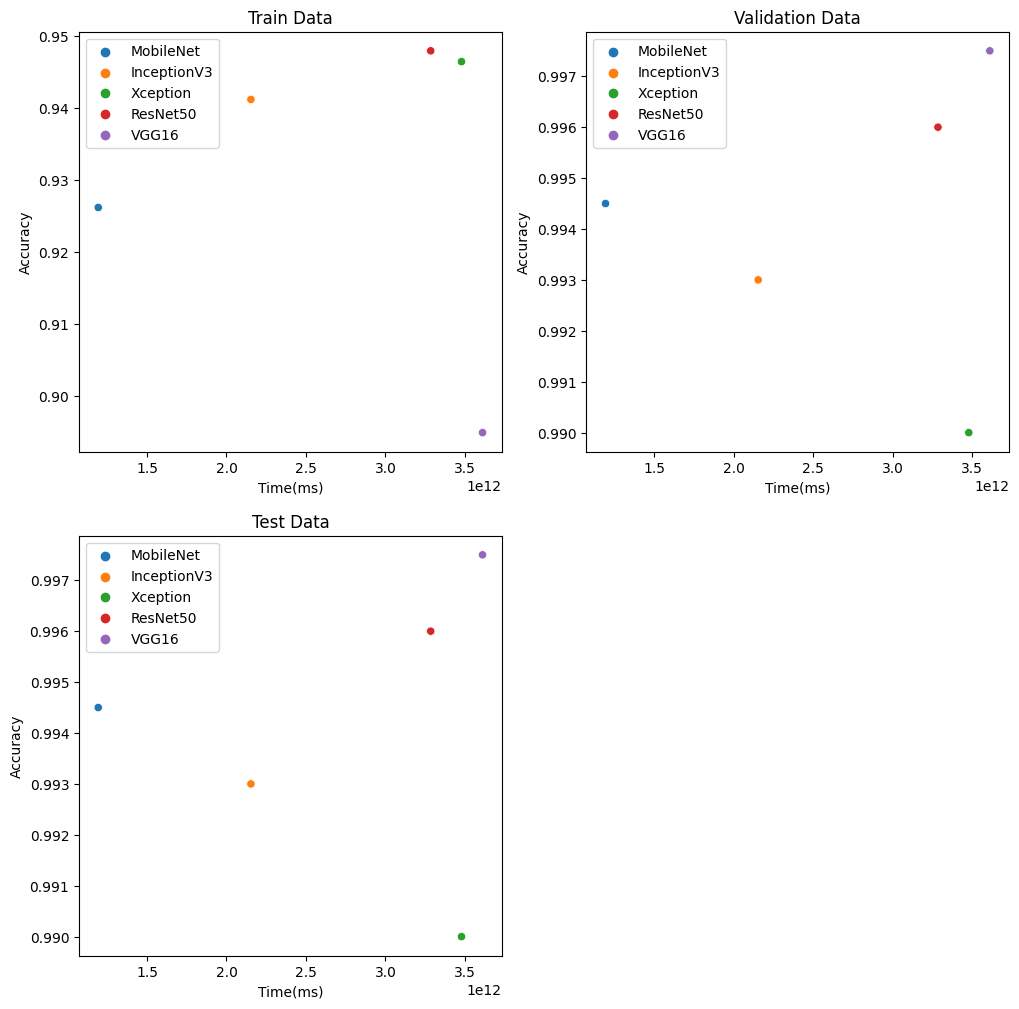 Train Data
Accuracy
0.95
0.94
0.93
0.92
0.91
0.90
MobileNet
InceptionV3
Xception
ResNet50
VGG16
1.5
2.0
2.5
3.0
3.5
1e12
Time(ms)
Validation Data
Accuracy
0.997
0.996
0.995
0.994
0.993
0.992
0.991
0.990
MobileNet
InceptionV3
Xception
ResNet50
VGG16
1.5
2.0
2.5
3.0
3.5
1e12
Time(ms)
Test Data
Accuracy
0.997
0.996
0.995
0.994
0.993
0.992
0.991
0.990
MobileNet
InceptionV3
Xception
ResNet50
VGG16
1.5
2.0
2.5
3.0
3.5
1e12
Time(ms)